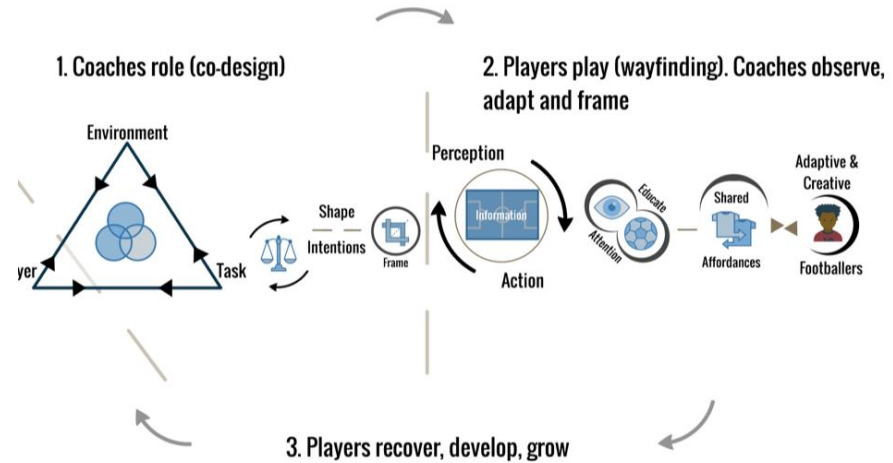 1. Coaches role (co-design)
2. Players play (wayfinding). Coaches observe,
adapt and frame
Environment
yer
Task
Shape
Intentions
Frame
Perception
Information
Action
Educate
Attention
Shared
Affordances
Adaptive &
Creative
Footballers
3. Players recover, develop, grow